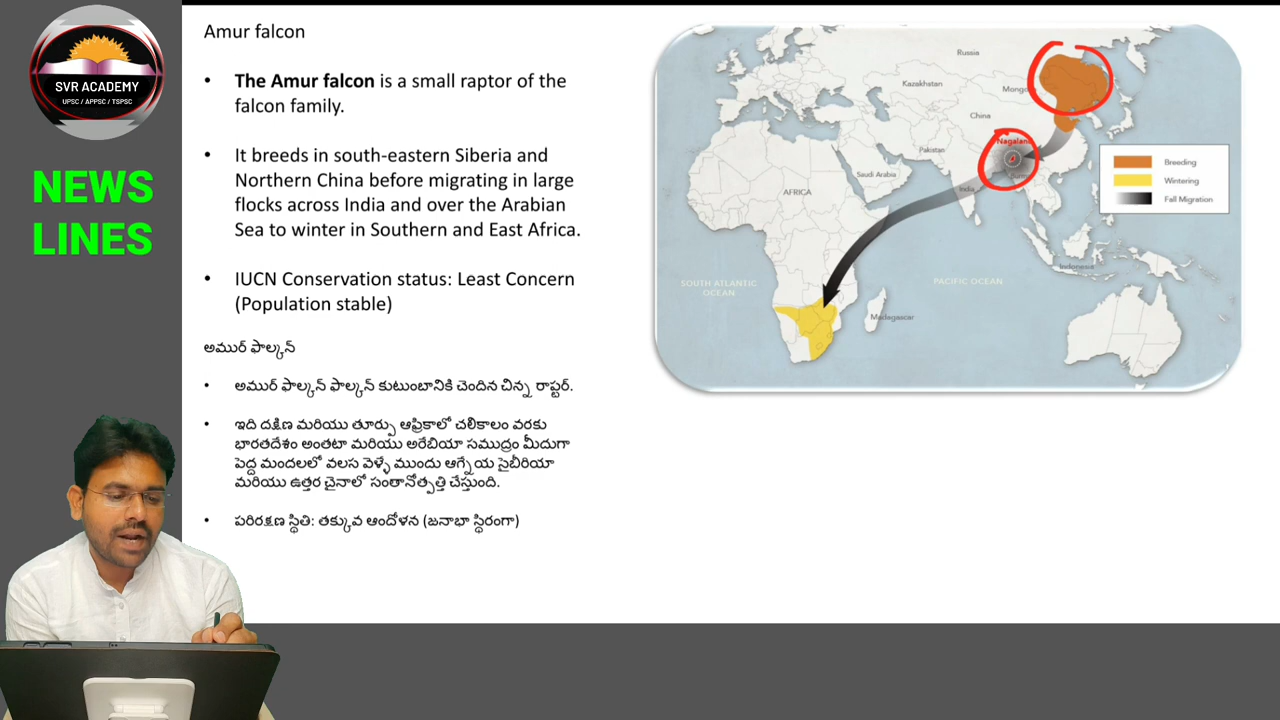 SVR ACADEMY
UPSC / APPSC / TSPSC
NEWS
LINES
Amur falcon
• The Amur falcon is a small raptor of the
falcon family.
• It breeds in south-eastern Siberia and
Northern China before migrating in large
flocks across India and over the Arabian
Sea to winter in Southern and East Africa.
• IUCN Conservation status: Least Concern
(Population stable)
అముర్ ఫాల్కన్
• అముర్ ఫాల్కన్ ఫాల్కన్ కుటుంబానికి చెందిన చిన్న రాప్టర్.
• ఇది దక్షిణ మరియు తూర్పు ఆఫ్రికాలో చలికాలం వరకు
భారతదేశం అంతటా మరియు అరేబియా సముద్రం మీదుగా
పెద్ద మందలలో వలస వెళ్ళే ముందు ఆగ్నేయ సైబీరియా
మరియు ఉత్తర చైనాలో సంతానోత్పత్తి చేస్తుంది.
• పరిరక్షణ స్థితి: తక్కువ ఆందోళన (జనాభా స్థిరంగా)
Russia
Kazakhstan
China
Nagaland
Pakistan
Saudi Arabia
India
AFRICA
Indonesia
SOUTH ATLANTIC
OCEAN
PACIFIC OCEAN
Madagascar
Breeding
Wintering
Fall Migration